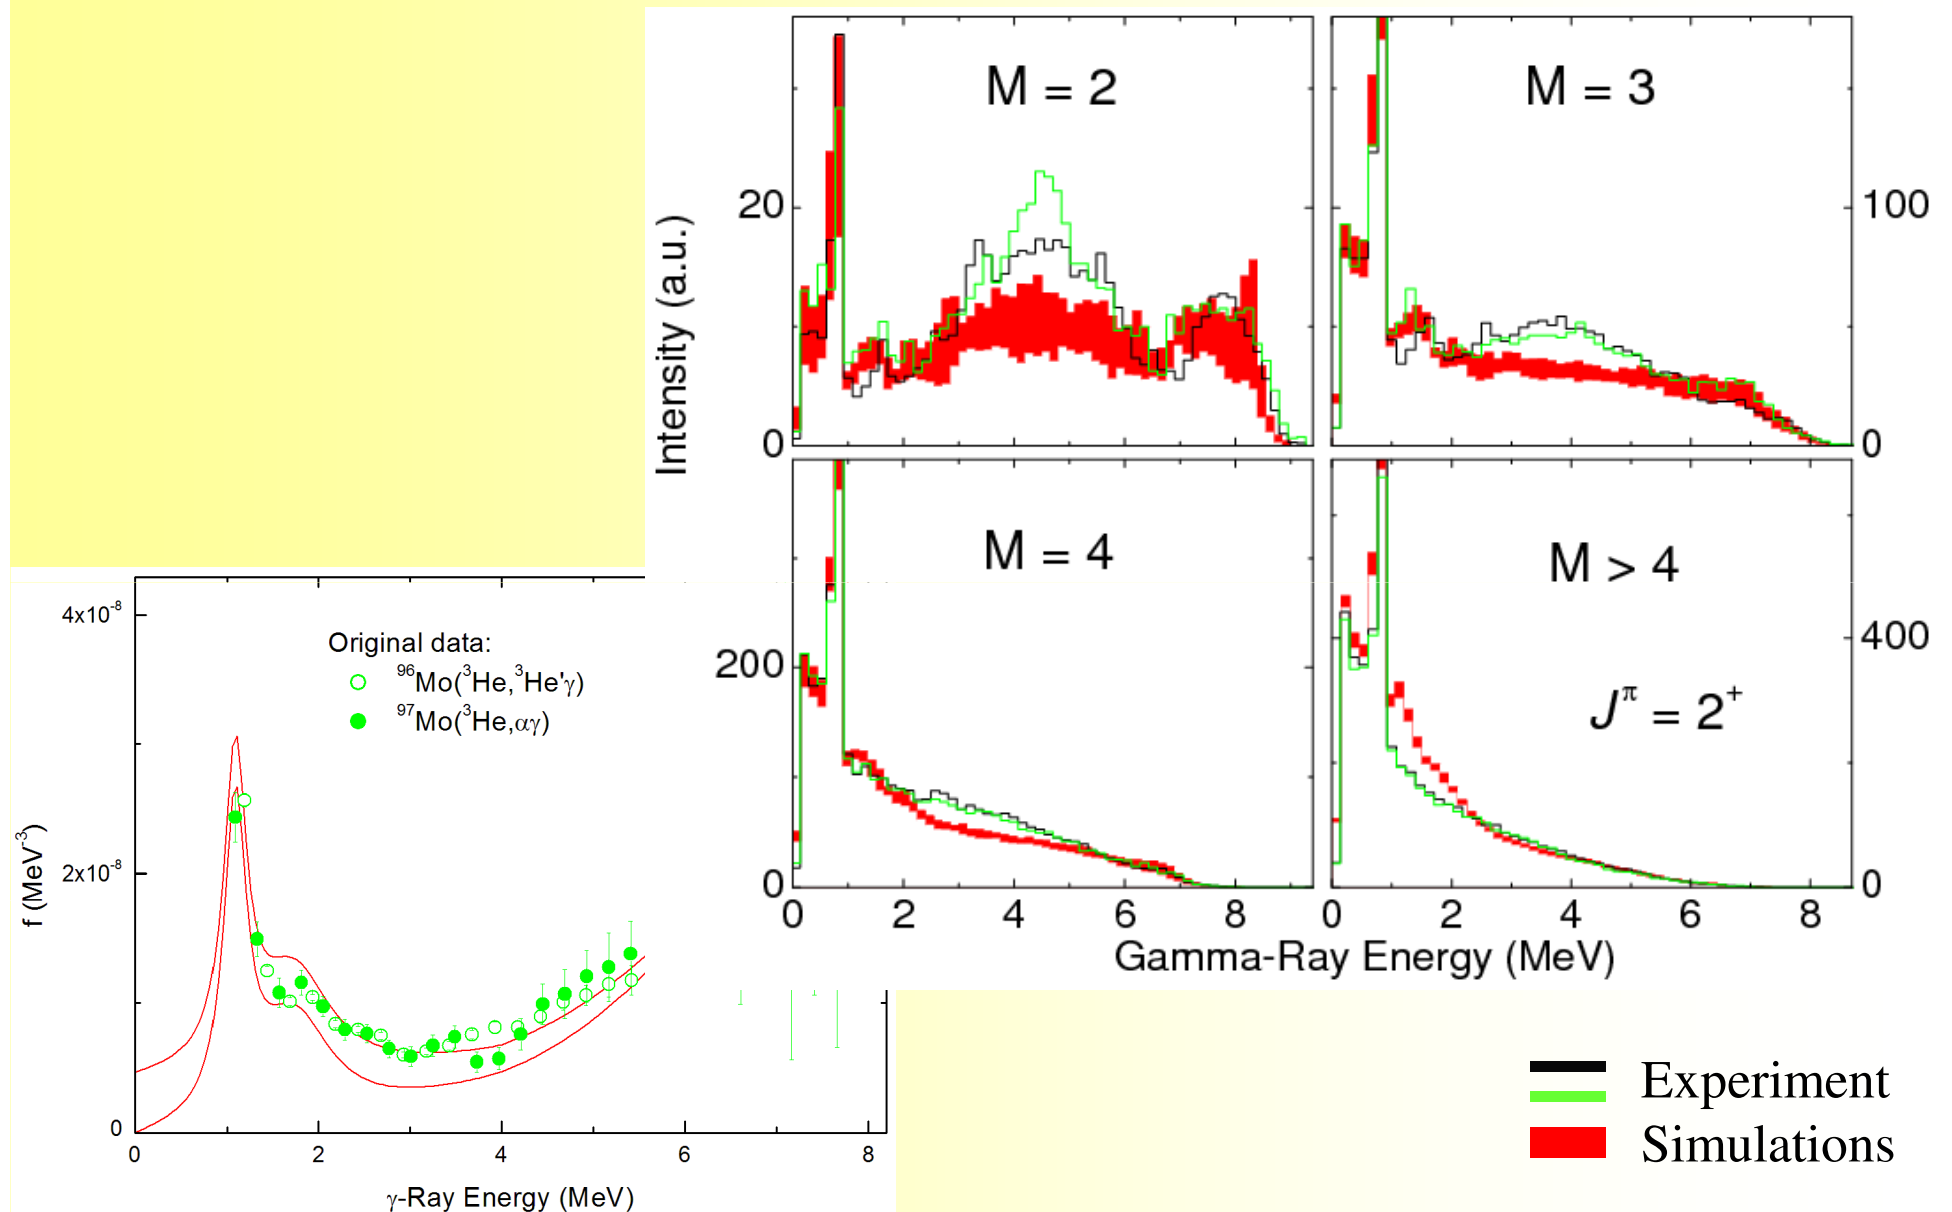 M = 2
M = 3
20
100
Intensity (a.u.)
0
0
M = 4
M > 4
4x10⁻⁸
Original data:
⁹⁶Mo(³He,³He'γ)
⁹⁷Mo(³He,αγ)
200
400
Jπ = 2⁺
2x10⁻⁸
f (MeV⁻³)
0
0
0 2 4 6 8
0 2 4 6 8
Gamma-Ray Energy (MeV)
0
0 2 4 6 8
γ-Ray Energy (MeV)
Experiment
Simulations